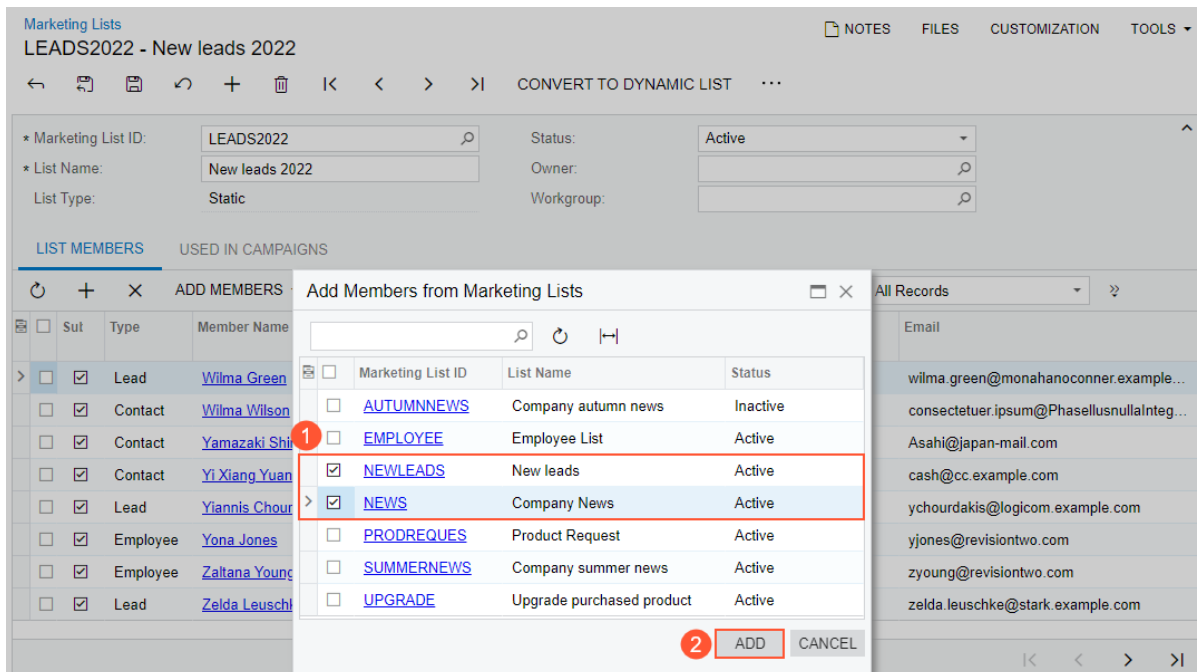 Marketing Lists
LEADS2022 - New leads 2022
NOTES FILES CUSTOMIZATION TOOLS
CONVERT TO DYNAMIC LIST ...
* Marketing List ID: LEADS2022 Status: Active
* List Name: New leads 2022 Owner:
List Type: Static Workgroup:
LIST MEMBERS USED IN CAMPAIGNS
ADD MEMBERS Add Members from Marketing Lists All Records
Sut Type Member Name Email
Marketing List ID List Name Status
Lead Wilma Green wilma.green@monahanoconner.example...
AUTUMNNEWS Company autumn news Inactive
Contact Wilma Wilson consectetuer.ipsum@PhasellusnullaInteg...
1 EMPLOYEE Employee List Active
Contact Yamazaki Shi Asahi@japan-mail.com
NEWLEADS New leads Active
Contact Yi Xiang Yuan cash@cc.example.com
NEWS Company News Active
Lead Yiannis Chour ychourdakis@logicom.example.com
PRODREQUES Product Request Active
Employee Yona Jones yjones@revisiontwo.com
SUMMERNEWS Company summer news Active
Employee Zaltana Young zyoung@revisiontwo.com
UPGRADE Upgrade purchased product Active
Lead Zelda Leuschk zelda.leuschke@stark.example.com
2 ADD CANCEL